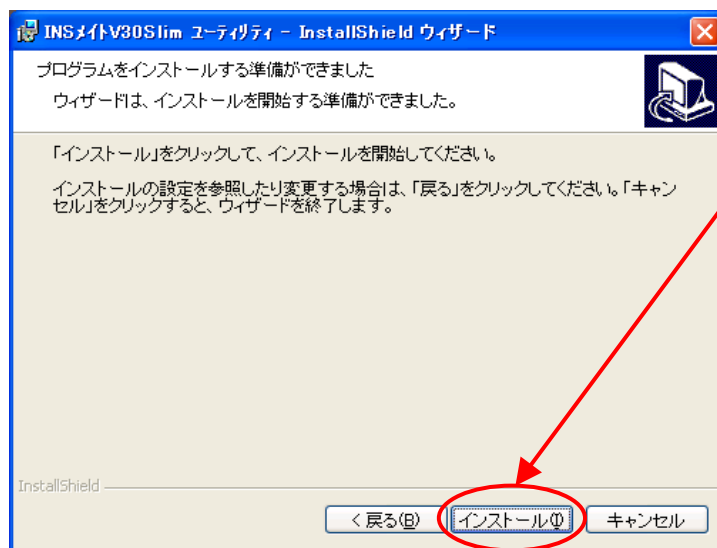 INSメイトV30Slim ユーティリティ - InstallShield ウィザード
プログラムをインストールする準備ができました
ウィザードは、インストールを開始する準備ができました。
「インストール」をクリックして、インストールを開始してください。
インストールの設定を参照したり変更する場合は、「戻る」をクリックしてください。「キャン
セル」をクリックすると、ウィザードを終了します。
InstallShield
< 戻る(B) インストール(I) キャンセル